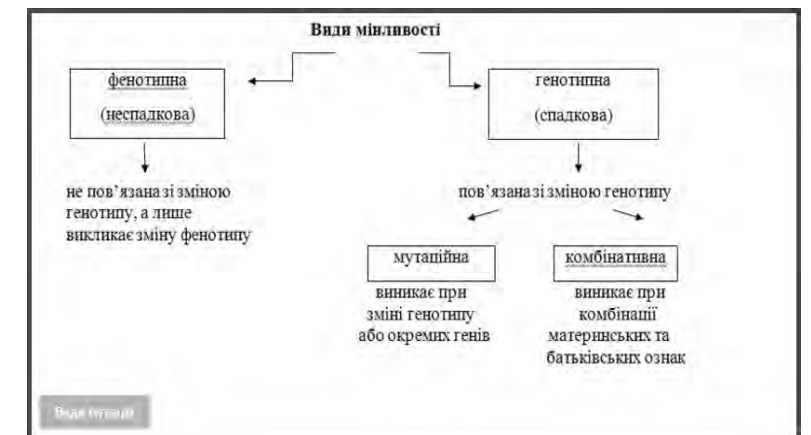 Види мінливості
фенотипна
(неспадкова)
генотипна
(спадкова)
не пов’язана зі зміною
генотипу, а лише
викликає зміну фенотипу
пов’язана зі зміною генотипу
мутаційна
виникає при
зміні генотипу
або окремих генів
комбінативна
виникає при
комбінації
материнських та
батьківських ознак
Види